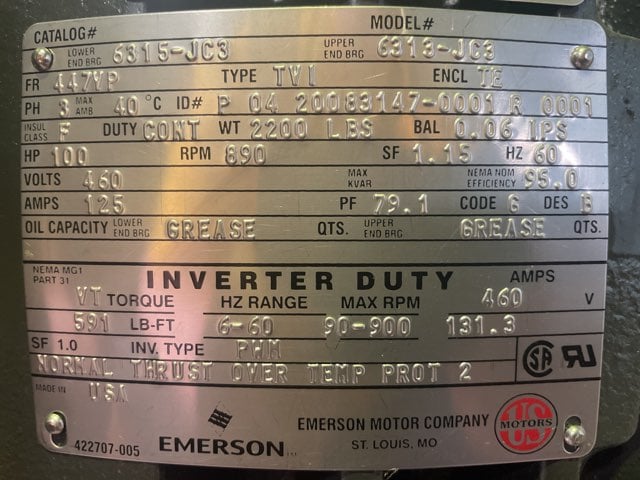 CATALOG# MODEL#
LOWER END BRG 6315-JC3 UPPER END BRG 6313-JC3
FR 447VP TYPE TV1 ENCL TE
PH 3 MAX AMB 40°C ID# P 04 20083147-0001 R 0001
INSUL CLASS F DUTY CONT WT 2200 LBS BAL 0.06 IPS
HP 100 RPM 890 SF 1.15 HZ 60
VOLTS 460 MAX KVAR NEMA NOM EFFICIENCY 95.0
AMPS 125 PF 79.1 CODE G DES B
OIL CAPACITY LOWER END BRG GREASE QTS. UPPER END BRG GREASE QTS.
NEMA MG1 PART 31 INVERTER DUTY AMPS
VT TORQUE HZ RANGE MAX RPM 460 V
591 LB-FT 6-60 90-900 131.3
SF 1.0 INV. TYPE PWM
NORMAL THRUST OVER TEMP PROT 2
MADE IN USA
EMERSON MOTOR COMPANY
ST. LOUIS, MO
422707-005 EMERSON
US MOTORS